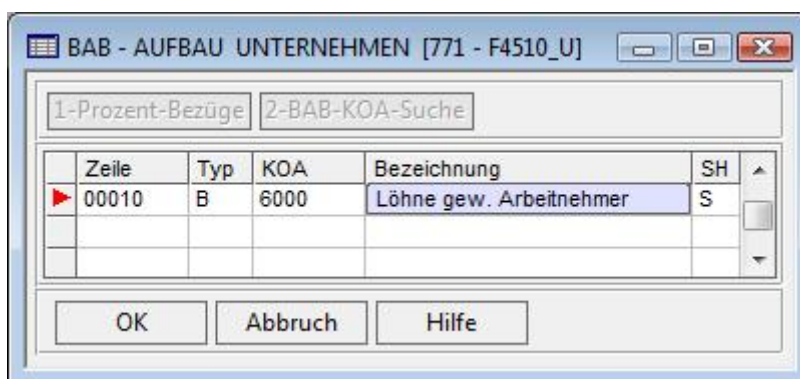 BAB - AUFBAU UNTERNEHMEN [771 - F4510_U]
1-Prozent-Bezüge 2-BAB-KOA-Suche
Zeile Typ KOA Bezeichnung SH
00010 B 6000 Löhne gew. Arbeitnehmer S
OK Abbruch Hilfe